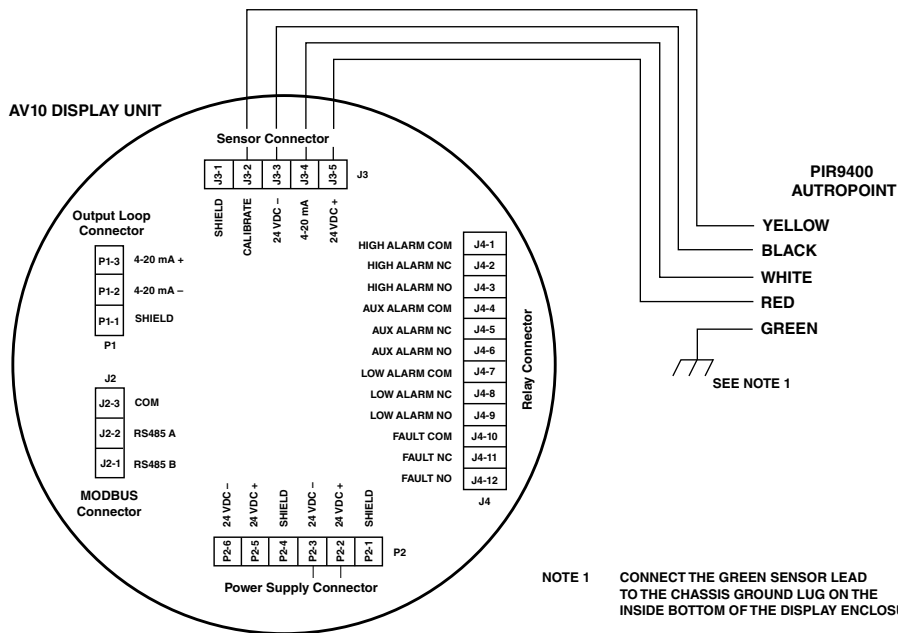 AV10 DISPLAY UNIT
Sensor Connector
J3-1
J3-2
J3-3
J3-4
J3-5
J3
SHIELD
CALIBRATE
24 VDC –
4-20 mA
24 VDC +
PIR9400
AUTROPOINT
YELLOW
BLACK
WHITE
RED
GREEN
SEE NOTE 1
Output Loop
Connector
P1-3 4-20 mA +
P1-2 4-20 mA –
P1-1 SHIELD
P1
J2
J2-3 COM
J2-2 RS485 A
J2-1 RS485 B
MODBUS
Connector
HIGH ALARM COM J4-1
HIGH ALARM NC J4-2
HIGH ALARM NO J4-3
AUX ALARM COM J4-4
AUX ALARM NC J4-5
AUX ALARM NO J4-6
LOW ALARM COM J4-7
LOW ALARM NC J4-8
LOW ALARM NO J4-9
FAULT COM J4-10
FAULT NC J4-11
FAULT NO J4-12
J4
Relay Connector
24 VDC –
24 VDC +
SHIELD
24 VDC –
24 VDC +
SHIELD
P2-6
P2-5
P2-4
P2-3
P2-2
P2-1
P2
Power Supply Connector
NOTE 1 CONNECT THE GREEN SENSOR LEAD
TO THE CHASSIS GROUND LUG ON THE
INSIDE BOTTOM OF THE DISPLAY